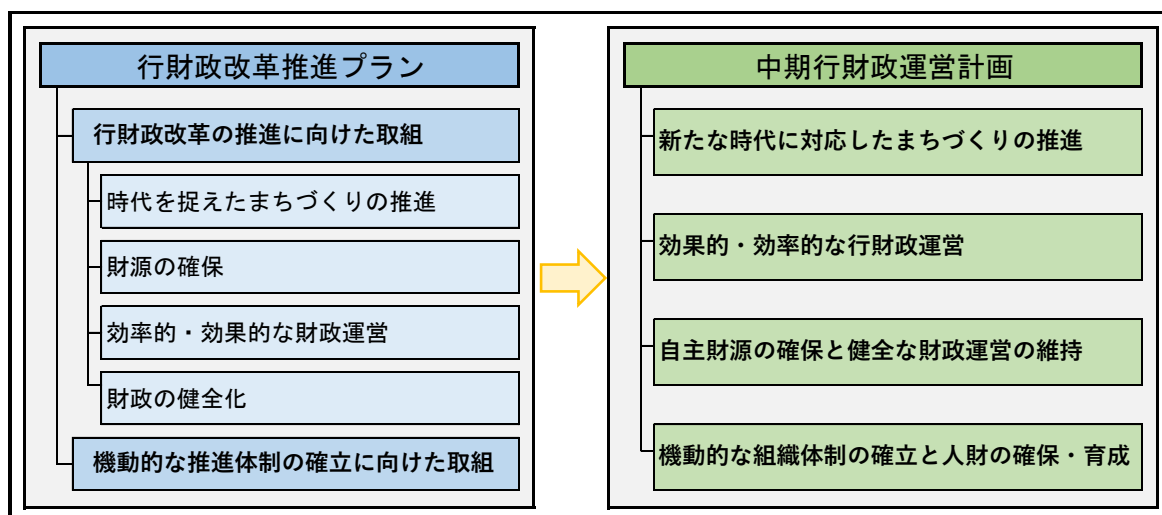 行財政改革推進プラン
行財政改革の推進に向けた取組
時代を捉えたまちづくりの推進
財源の確保
効率的・効果的な財政運営
財政の健全化
機動的な推進体制の確立に向けた取組
中期行財政運営計画
新たな時代に対応したまちづくりの推進
効果的・効率的な行財政運営
自主財源の確保と健全な財政運営の維持
機動的な組織体制の確立と人財の確保・育成